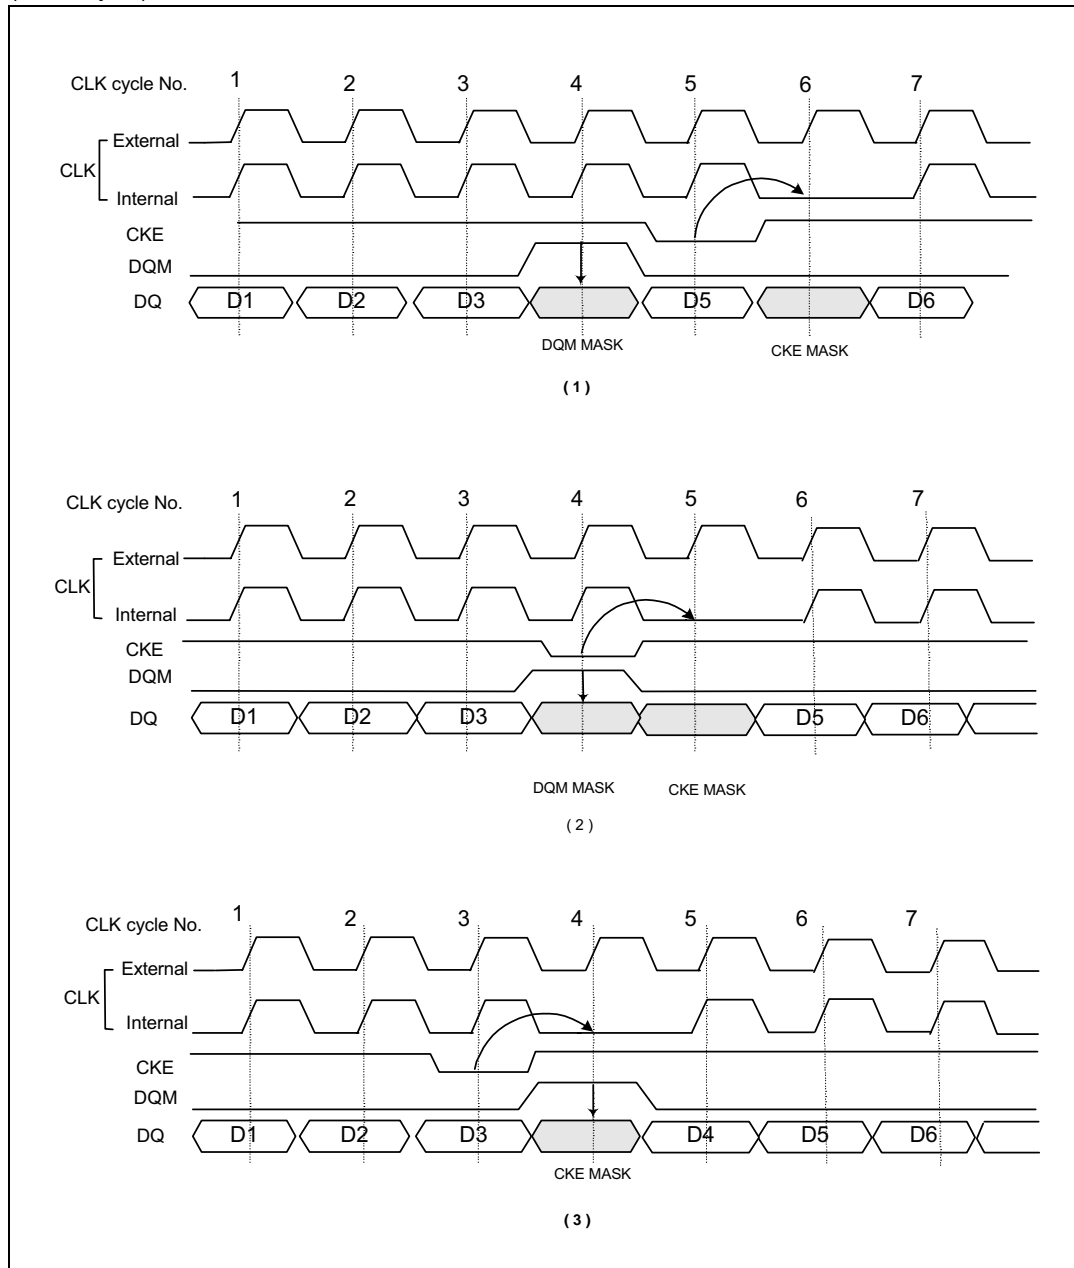 CLK cycle No. 1 2 3 4 5 6 7
External
CLK
Internal
CKE
DQM
DQ D1 D2 D3 D5 D6
DQM MASK CKE MASK
( 1 )
CLK cycle No. 1 2 3 4 5 6 7
External
CLK
Internal
CKE
DQM
DQ D1 D2 D3 D5 D6
DQM MASK CKE MASK
( 2 )
CLK cycle No. 1 2 3 4 5 6 7
External
CLK
Internal
CKE
DQM
DQ D1 D2 D3 D4 D5 D6
CKE MASK
( 3 )